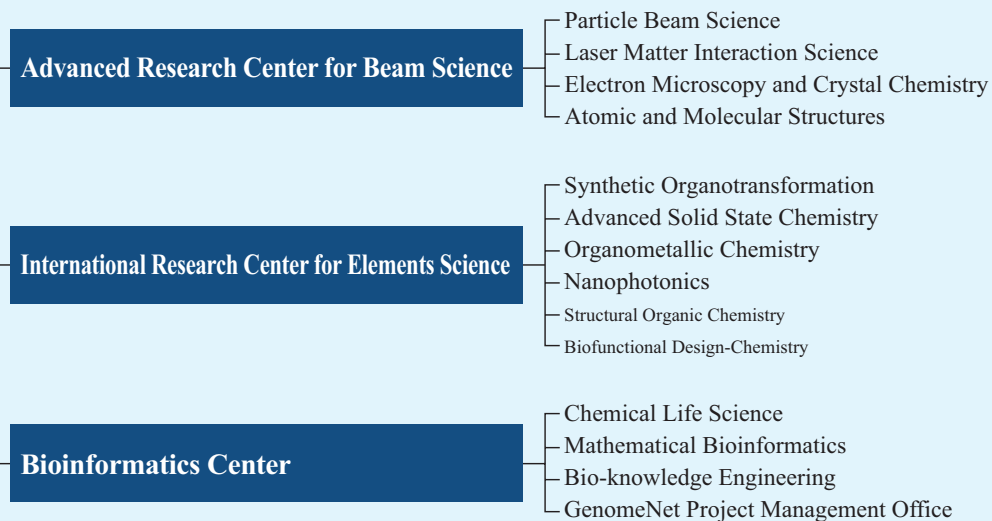 Advanced Research Center for Beam Science
Particle Beam Science
Laser Matter Interaction Science
Electron Microscopy and Crystal Chemistry
Atomic and Molecular Structures
International Research Center for Elements Science
Synthetic Organotransformation
Advanced Solid State Chemistry
Organometallic Chemistry
Nanophotonics
Structural Organic Chemistry
Biofunctional Design-Chemistry
Bioinformatics Center
Chemical Life Science
Mathematical Bioinformatics
Bio-knowledge Engineering
GenomeNet Project Management Office